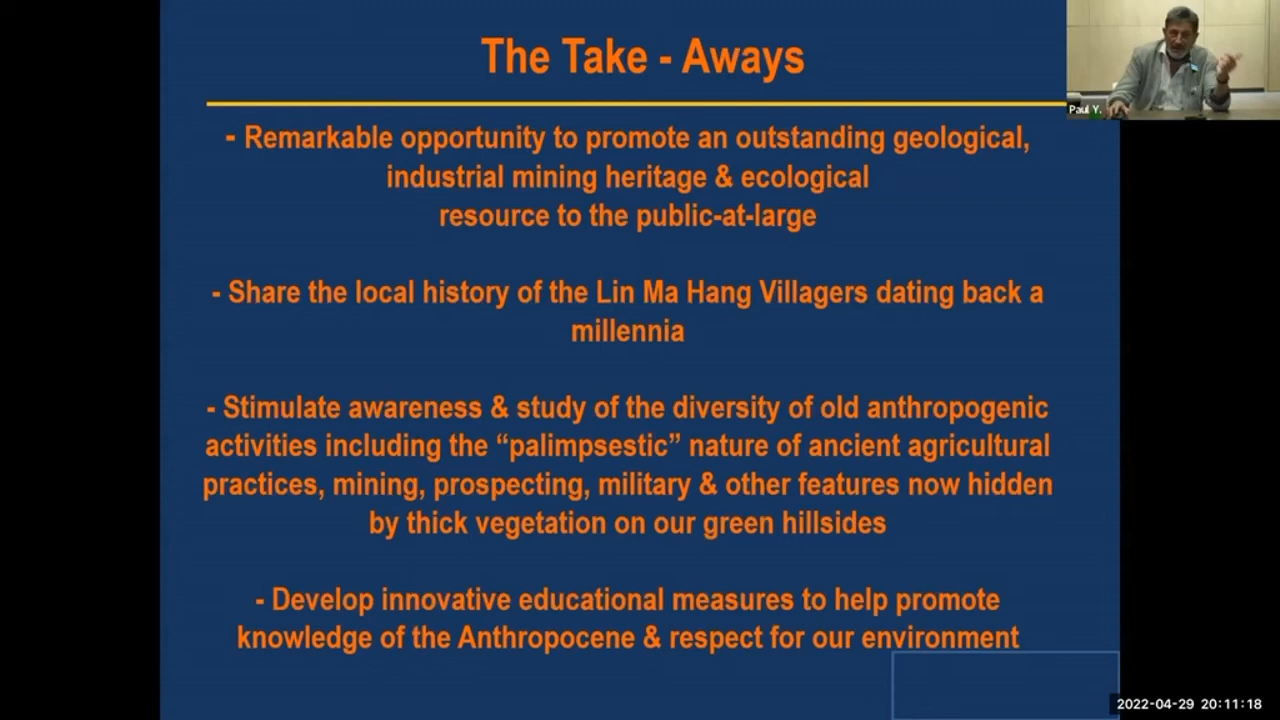 The Take - Aways
Paul Y.
- Remarkable opportunity to promote an outstanding geological,
industrial mining heritage & ecological
resource to the public-at-large
- Share the local history of the Lin Ma Hang Villagers dating back a
millennia
- Stimulate awareness & study of the diversity of old anthropogenic
activities including the “palimpsestic” nature of ancient agricultural
practices, mining, prospecting, military & other features now hidden
by thick vegetation on our green hillsides
- Develop innovative educational measures to help promote
knowledge of the Anthropocene & respect for our environment
2022-04-29 20:11:18